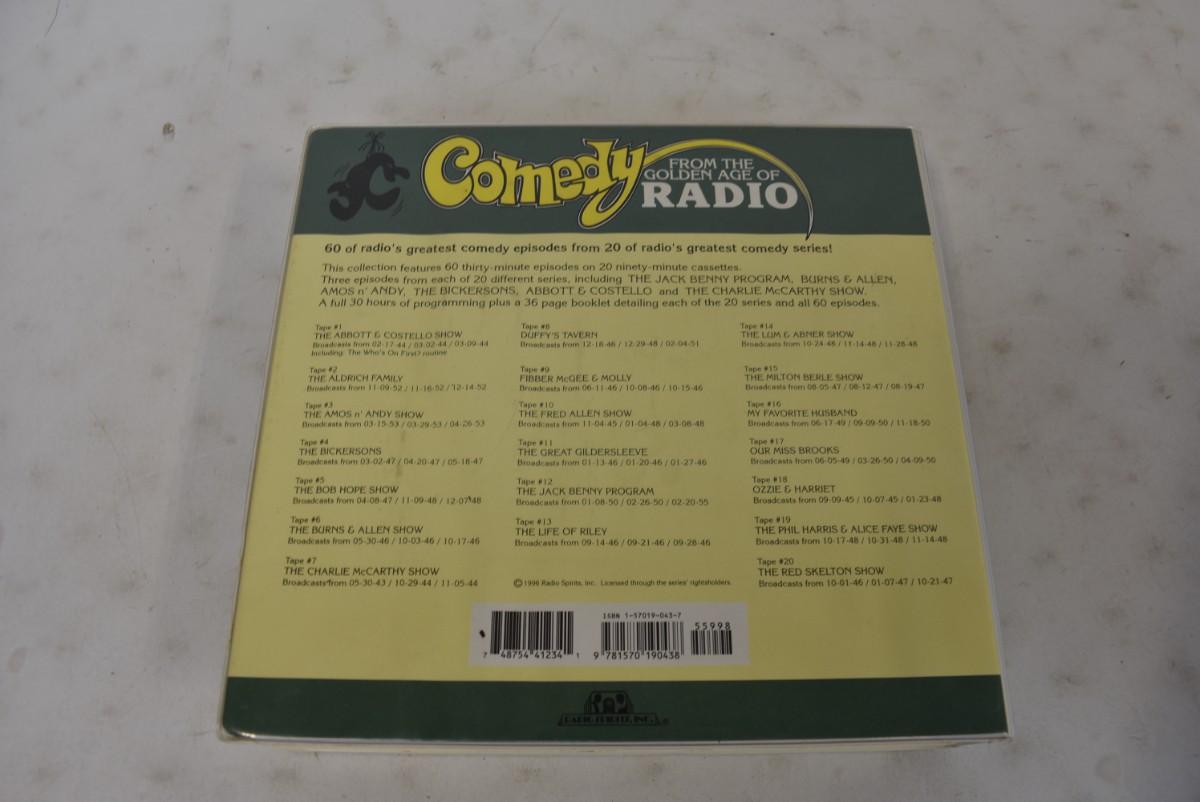 Comedy
FROM THE
GOLDEN AGE OF
RADIO
60 of radio's greatest comedy episodes from 20 of radio's greatest comedy series!
This collection features 60 thirty-minute episodes on 20 ninety-minute cassettes.
Three episodes from each of 20 different series, including THE JACK BENNY PROGRAM, BURNS & ALLEN,
AMOS n' ANDY, THE BICKERSONS, ABBOTT & COSTELLO and THE CHARLIE McCARTHY SHOW.
A full 30 hours of programming plus a 36 page booklet detailing each of the 20 series and all 60 episodes.
Tape #1
THE ABBOTT & COSTELLO SHOW
Broadcasts from 02-17-44 / 03-02-44 / 03-09-44
Including: The Who's On First? routine
Tape #2
THE ALDRICH FAMILY
Broadcasts from 11-09-52 / 11-16-52 / 12-14-52
Tape #3
THE AMOS n' ANDY SHOW
Broadcasts from 03-15-53 / 03-29-53 / 04-26-53
Tape #4
THE BICKERSONS
Broadcasts from 03-02-47 / 04-20-47 / 05-18-47
Tape #5
THE BOB HOPE SHOW
Broadcasts from 04-08-47 / 11-09-48 / 12-07-48
Tape #6
THE BURNS & ALLEN SHOW
Broadcasts from 05-30-46 / 10-03-46 / 10-17-46
Tape #7
THE CHARLIE McCARTHY SHOW
Broadcasts from 05-30-43 / 10-29-44 / 11-05-44
Tape #8
DUFFY'S TAVERN
Broadcasts from 12-18-46 / 12-29-48 / 02-04-51
Tape #9
FIBBER McGEE & MOLLY
Broadcasts from 06-11-46 / 10-08-46 / 10-15-46
Tape #10
THE FRED ALLEN SHOW
Broadcasts from 11-04-45 / 01-04-48 / 03-08-48
Tape #11
THE GREAT GILDERSLEEVE
Broadcasts from 01-13-46 / 01-20-46 / 01-27-46
Tape #12
THE JACK BENNY PROGRAM
Broadcasts from 01-08-50 / 02-26-50 / 02-20-55
Tape #13
THE LIFE OF RILEY
Broadcasts from 09-14-46 / 09-21-46 / 09-28-46
Tape #14
THE LUM & ABNER SHOW
Broadcasts from 10-24-48 / 11-14-48 / 11-28-48
Tape #15
THE MILTON BERLE SHOW
Broadcasts from 08-05-47 / 08-12-47 / 08-19-47
Tape #16
MY FAVORITE HUSBAND
Broadcasts from 06-17-49 / 09-09-50 / 11-18-50
Tape #17
OUR MISS BROOKS
Broadcasts from 06-05-49 / 03-26-50 / 04-09-50
Tape #18
OZZIE & HARRIET
Broadcasts from 09-09-45 / 10-07-45 / 01-23-48
Tape #19
THE PHIL HARRIS & ALICE FAYE SHOW
Broadcasts from 10-17-48 / 10-31-48 / 11-14-48
Tape #20
THE RED SKELTON SHOW
Broadcasts from 10-01-46 / 01-07-47 / 10-21-47
©1996 Radio Spirits, Inc. Licensed through the series' rightsholders.
ISBN 1-57019-043-7
55998
7 48754 41234 1
9 781570 190438
RADIO SPIRITS, INC.®